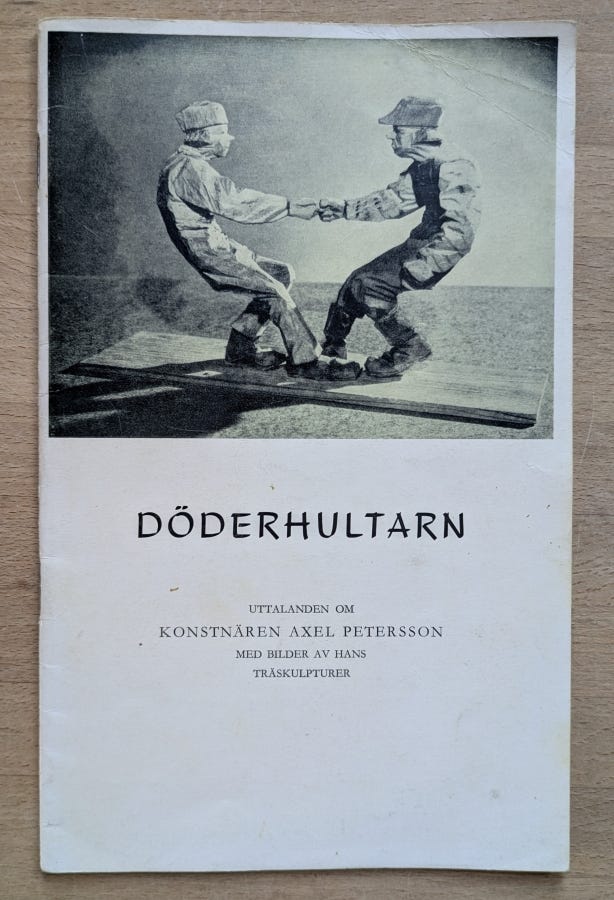 DÖDERHULTARN
UTTALANDEN OM
KONSTNÄREN AXEL PETERSSON
MED BILDER AV HANS
TRÄSKULPTURER